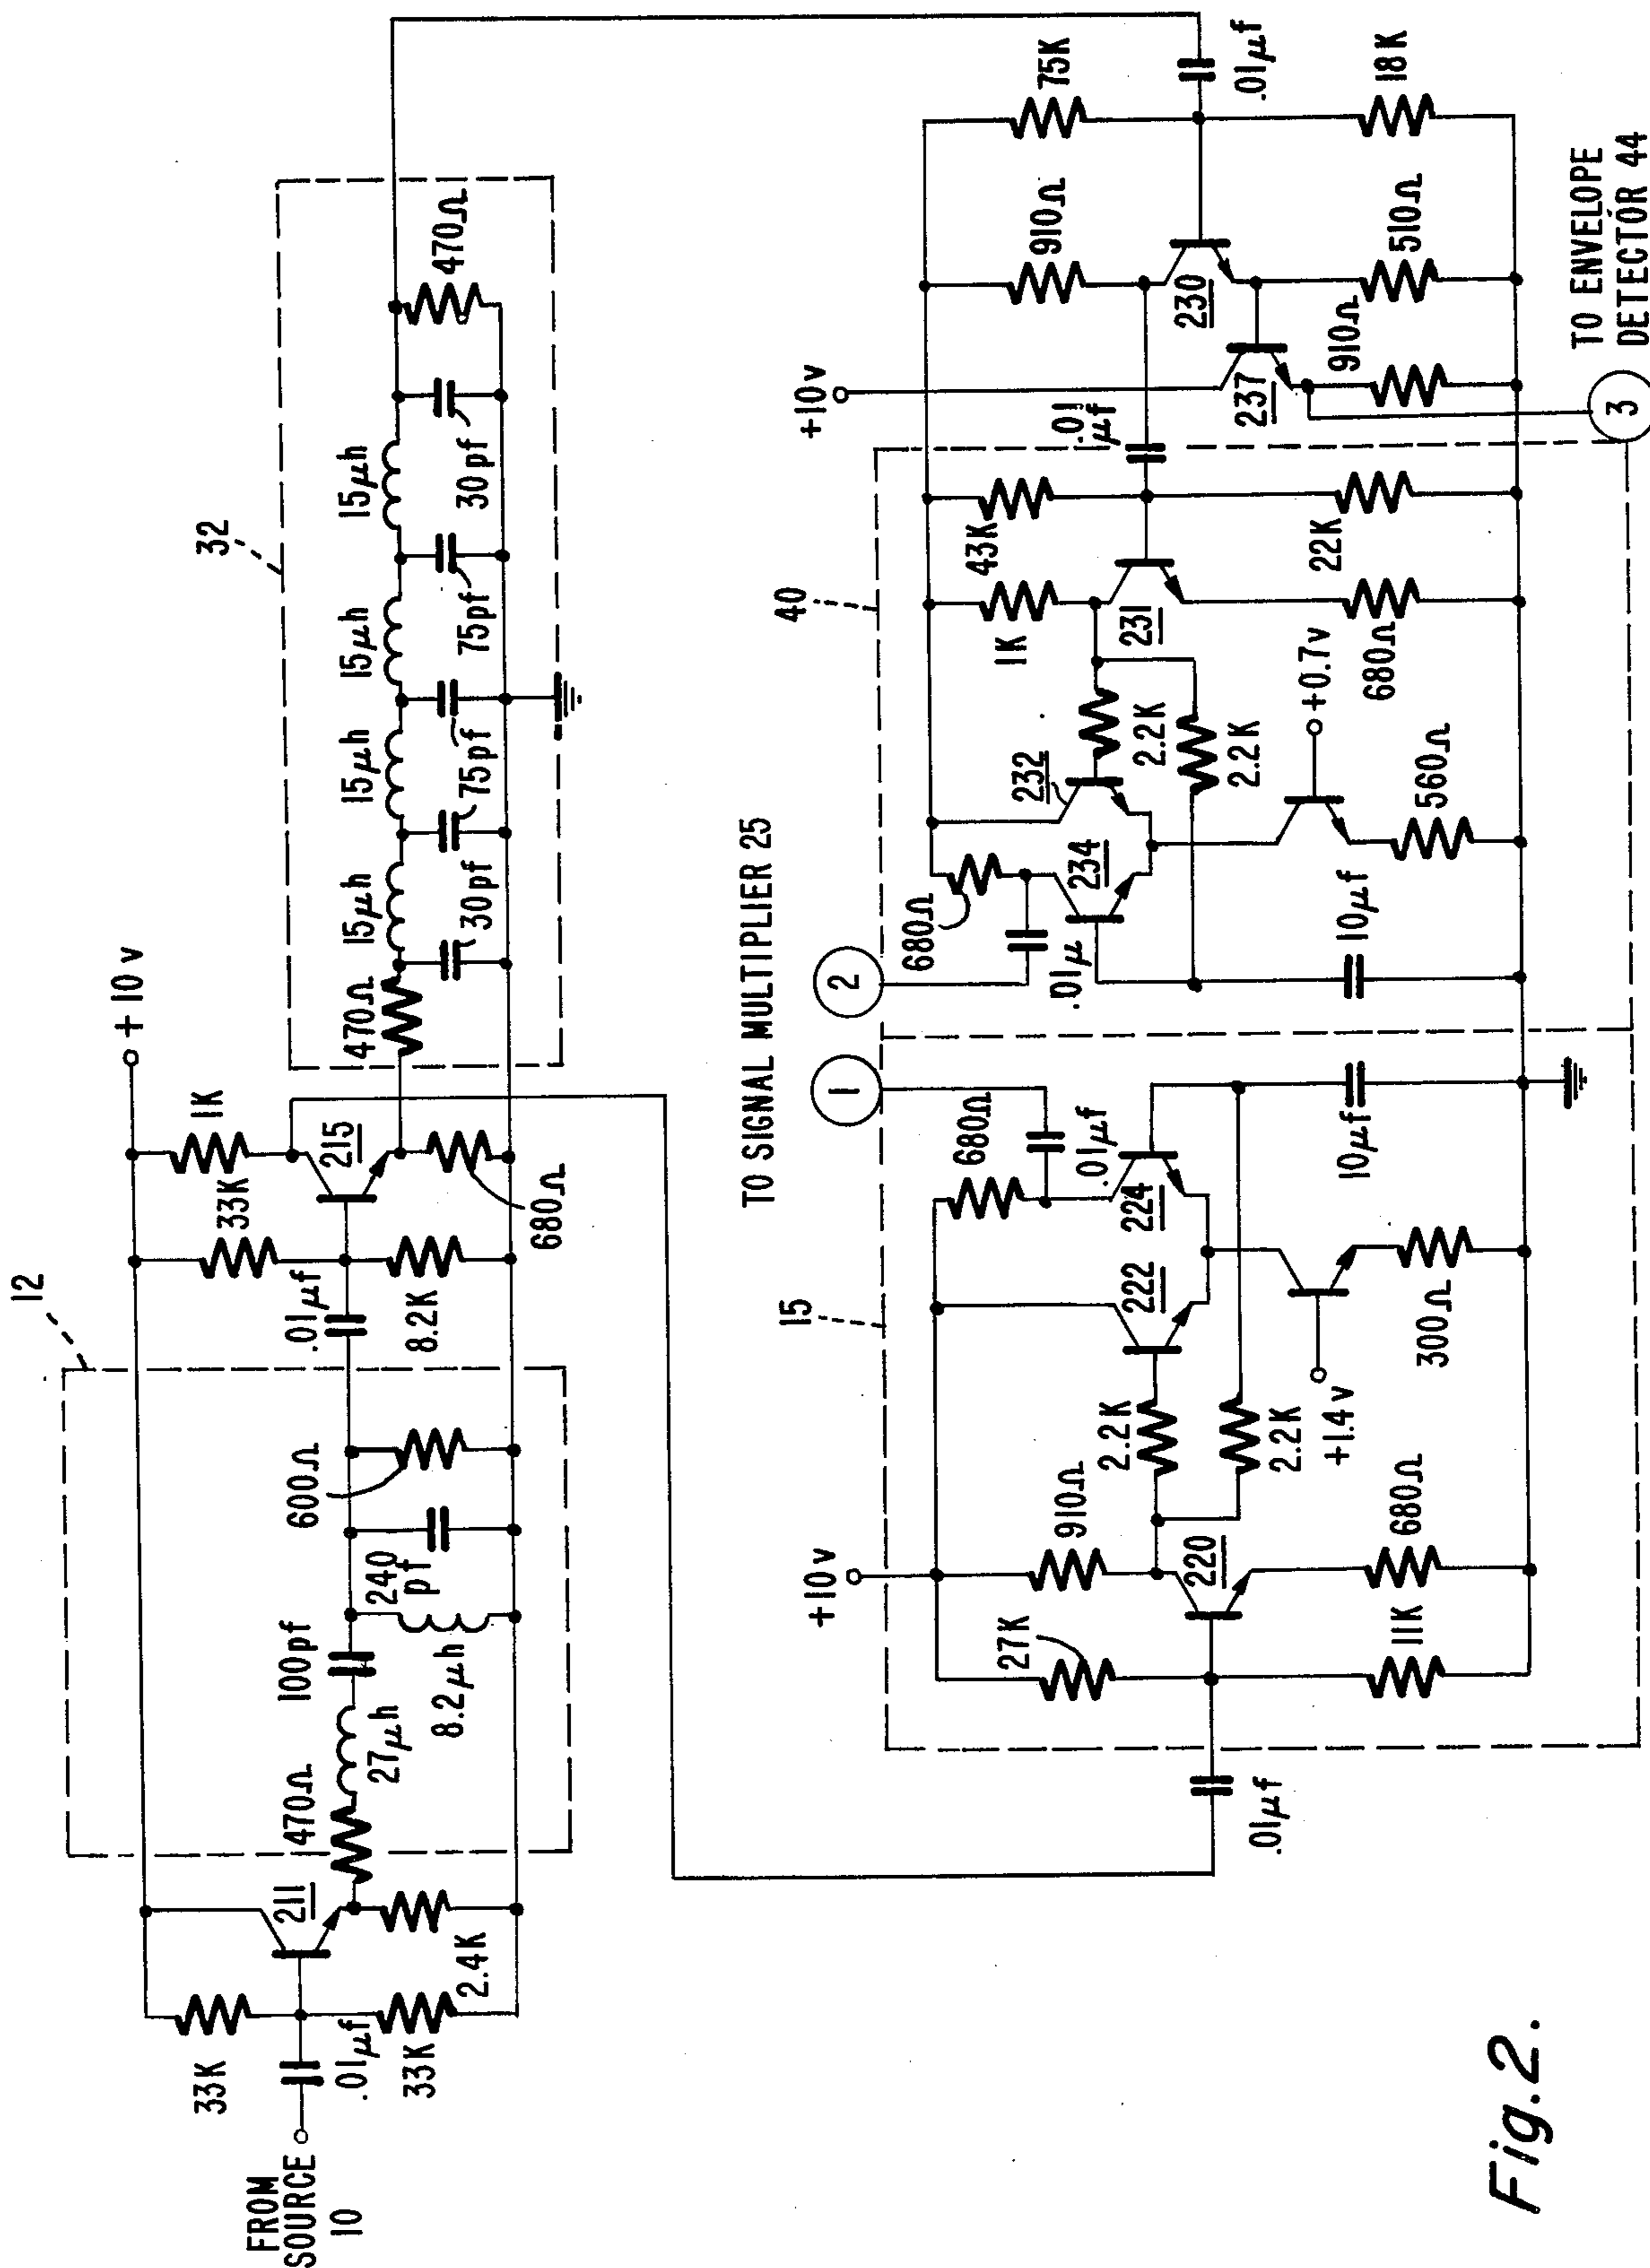 FROM
SOURCE
10
33K
.01µf
33K
211
2.4K
12
470Ω
27µh
100pf
8.2µh
240
pf
600Ω
.01µf
33K
8.2K
1K
215
680Ω
+10v
32
470Ω
15µh
30pf
15µh
75pf
15µh
75pf
15µh
30pf
470Ω
TO SIGNAL MULTIPLIER 25
.01µf
15
27K
+10v
910Ω
220
11K
680Ω
2.2K
2.2K
+1.4v
222
224
300Ω
680Ω
.01µf
10µf
1
2
40
680Ω
.01µ
234
232
10µf
2.2K
2.2K
560Ω
+0.7v
1K
43K
231
680Ω
22K
.01
µf
+10v
237
910Ω
910Ω
230
510Ω
75K
.01µf
18K
3
TO ENVELOPE
DETECTOR 44
Fig.2.